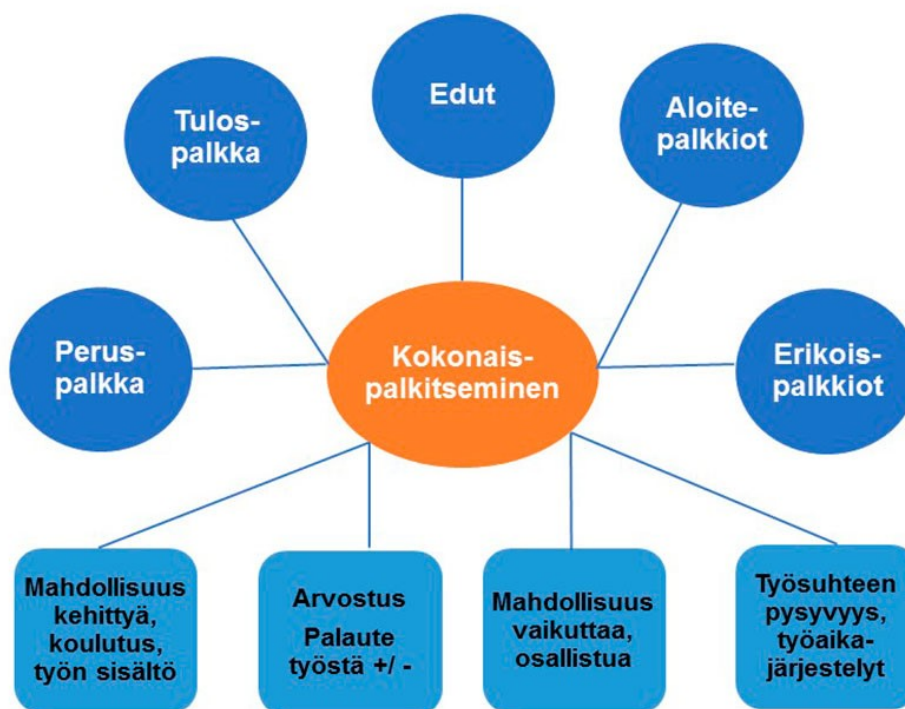 Edut
Tulos-
palkka
Aloite-
palkkiot
Perus-
palkka
Kokonais-
palkitseminen
Erikois-
palkkiot
Mahdollisuus
kehittyä,
koulutus,
työn sisältö
Arvostus
Palaute
työstä +/ -
Mahdollisuus
vaikuttaa,
osallistua
Työsuhteen
pysyvyys,
työaika-
järjestelyt